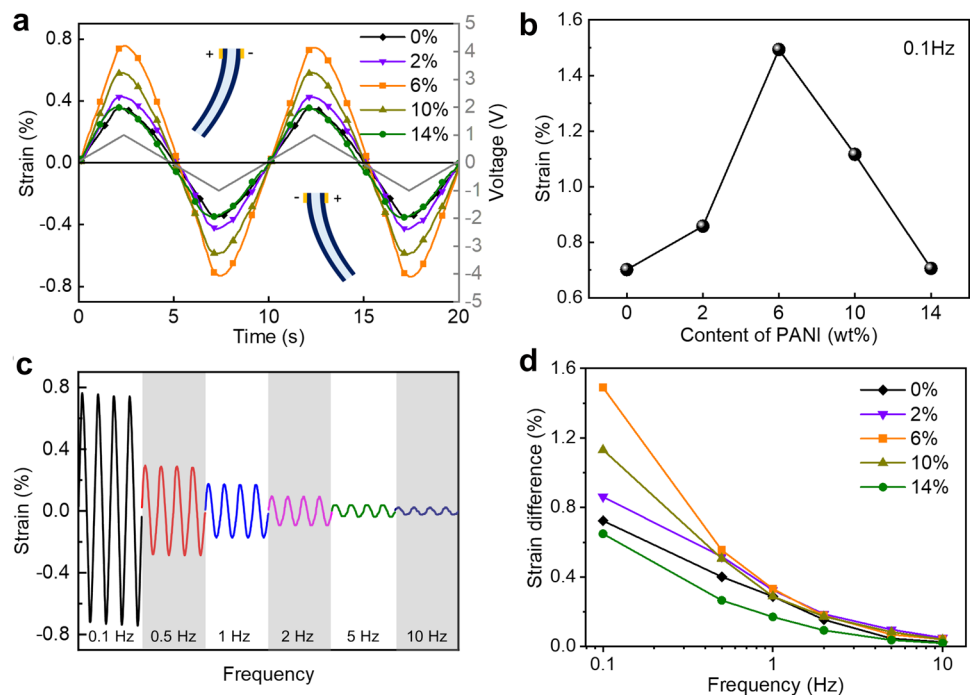 a
0.8
0.4
0.0
-0.4
-0.8
Strain (%)
0 5 10 15 20
Time (s)
5
4
3
2
1
0
-1
-2
-3
-4
-5
Voltage (V)
+ -
- +
0%
2%
6%
10%
14%
b
0.1Hz
1.6
1.4
1.2
1.0
0.8
0.6
Strain (%)
0 2 6 10 14
Content of PANI (wt%)
c
0.8
0.4
0.0
-0.4
-0.8
Strain (%)
0.1 Hz 0.5 Hz 1 Hz 2 Hz 5 Hz 10 Hz
Frequency
d
1.6
1.2
0.8
0.4
0.0
Strain difference (%)
0%
2%
6%
10%
14%
0.1 1 10
Frequency (Hz)